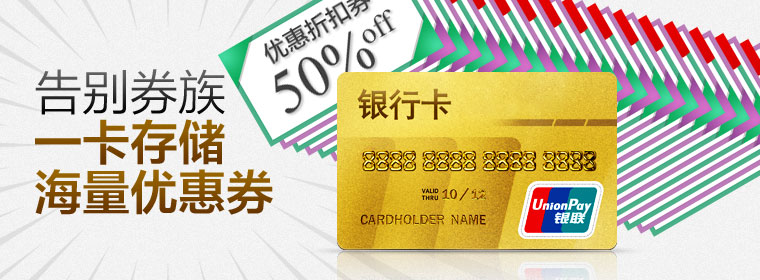 告别券族
一卡存储
海量优惠券
优惠折扣券
50%off
银行卡
8888 8888 8888 8888
VALID THRU 10/12
CARDHOLDER NAME
UnionPay
银联